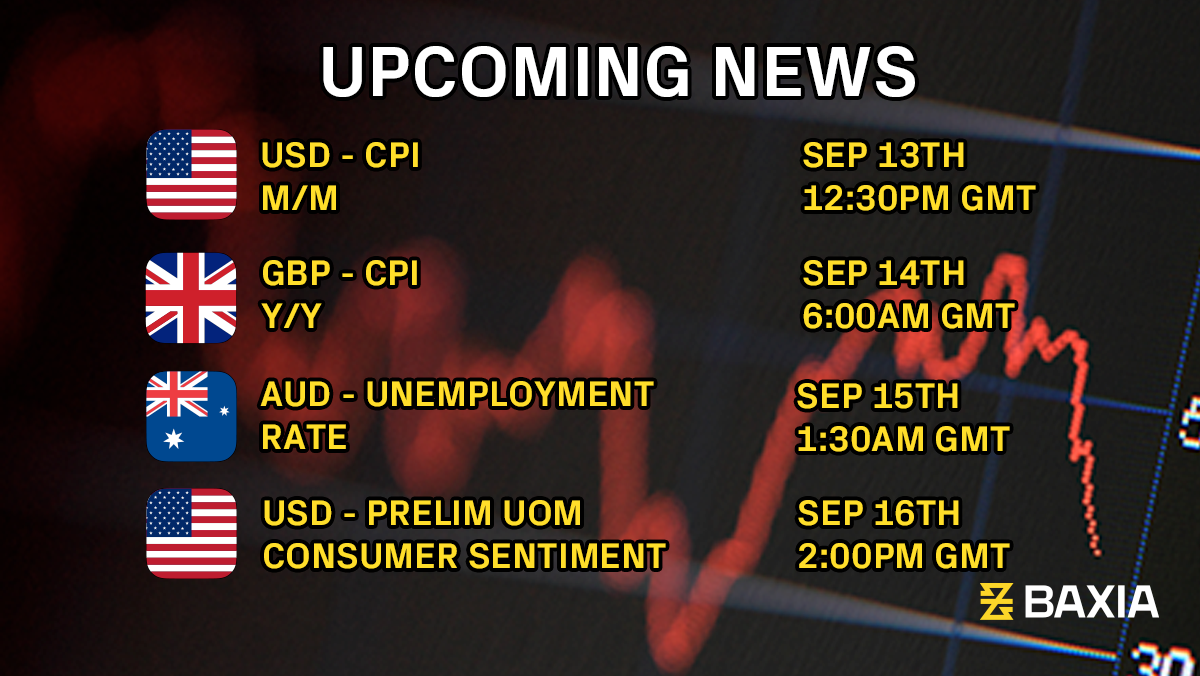 UPCOMING NEWS
USD - CPI
M/M
SEP 13TH
12:30PM GMT
GBP - CPI
Y/Y
SEP 14TH
6:00AM GMT
AUD - UNEMPLOYMENT
RATE
SEP 15TH
1:30AM GMT
USD - PRELIM UOM
CONSUMER SENTIMENT
SEP 16TH
2:00PM GMT
BAXIA
30